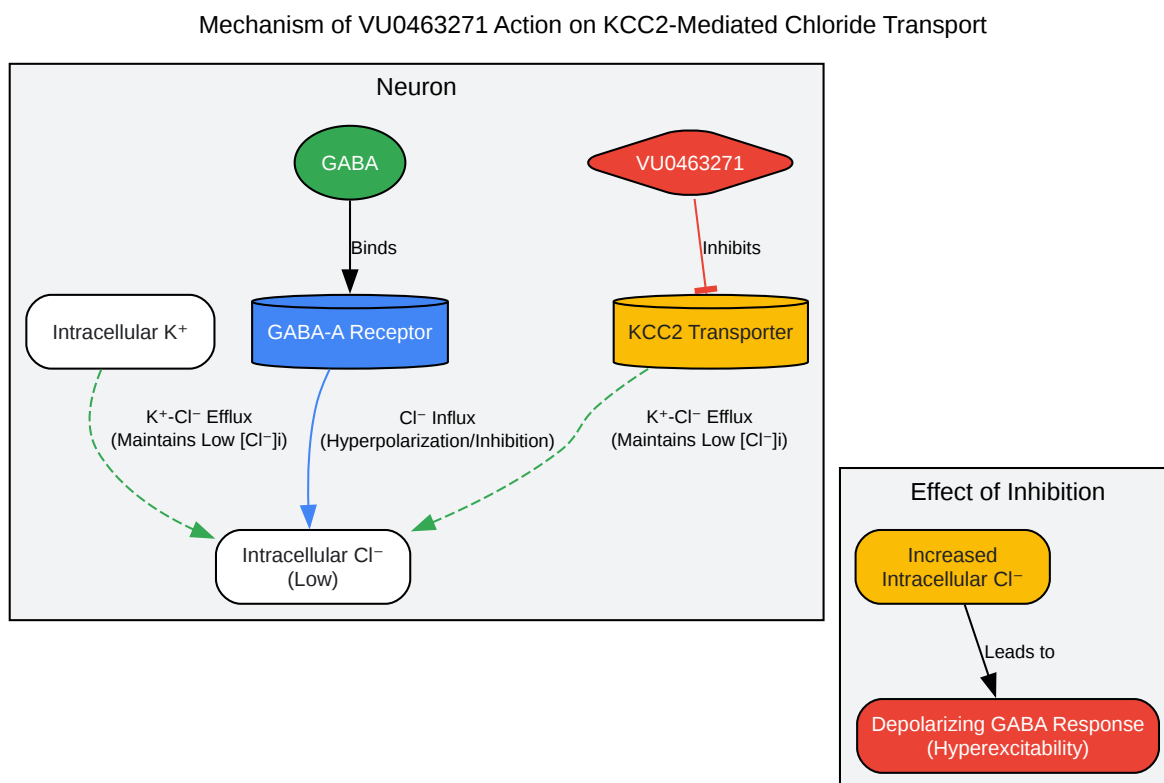 Mechanism of VU0463271 Action on KCC2-Mediated Chloride Transport
Neuron
GABA
VU0463271
Binds
Inhibits
Intracellular K⁺
GABA-A Receptor
KCC2 Transporter
K⁺-Cl⁻ Efflux
(Maintains Low [Cl⁻]i)
Cl⁻ Influx
(Hyperpolarization/Inhibition)
K⁺-Cl⁻ Efflux
(Maintains Low [Cl⁻]i)
Intracellular Cl⁻
(Low)
Effect of Inhibition
Increased
Intracellular Cl⁻
Leads to
Depolarizing GABA Response
(Hyperexcitability)